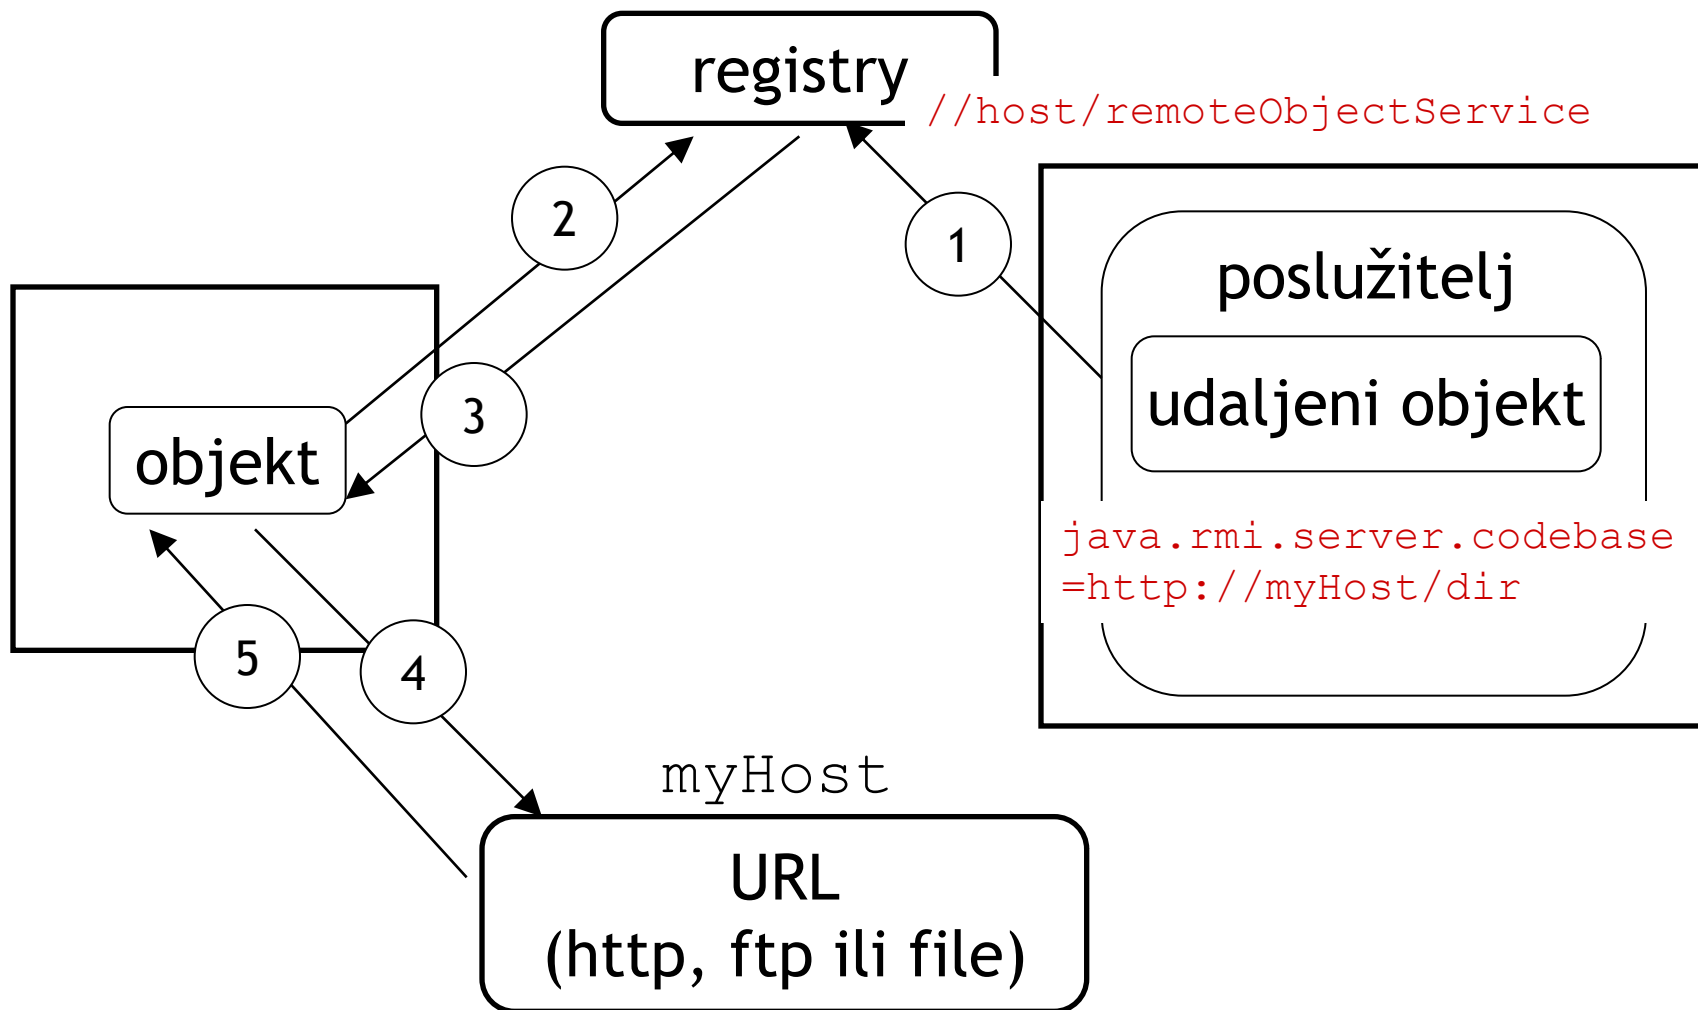 registry
//host/remoteObjectService
2
1
poslužitelj
udaljeni objekt
3
objekt
java.rmi.server.codebase
=http://myHost/dir
5
4
myHost
URL
(http, ftp ili file)